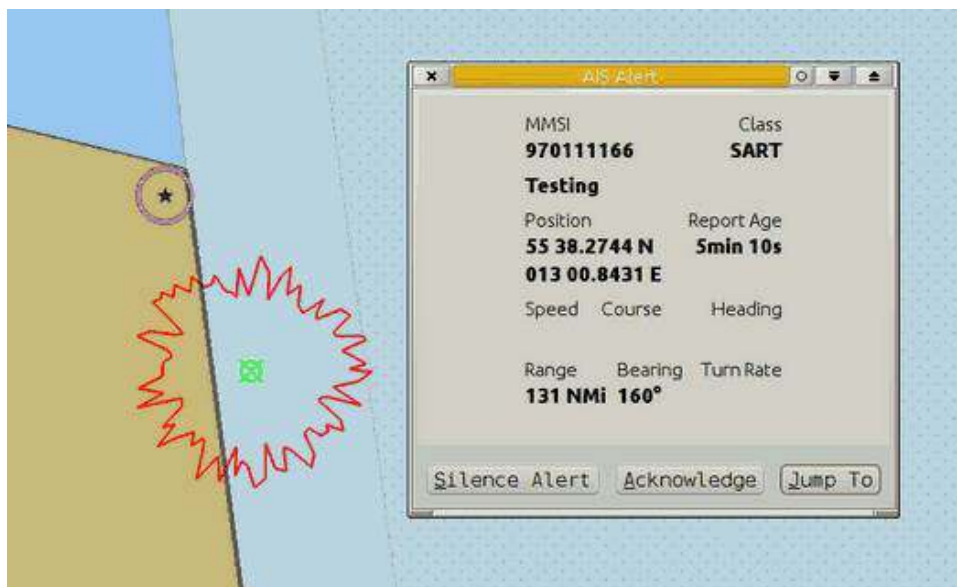 AIS Alert
MMSI Class
970111166 SART
Testing
Position Report Age
55 38.2744 N 5min 10s
013 00.8431 E
Speed Course Heading
Range Bearing Turn Rate
131 NMi 160°
Silence Alert Acknowledge Jump To